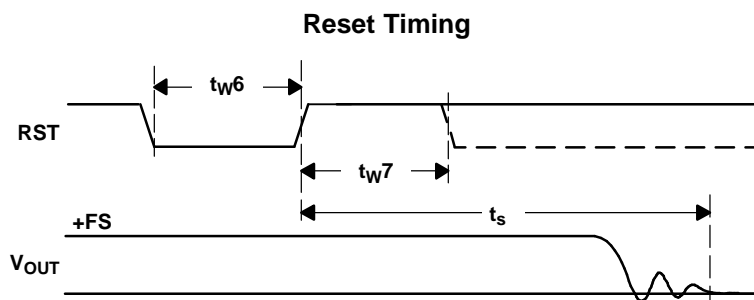 Reset Timing
tW6
RST
tW7
+FS
ts
VOUT